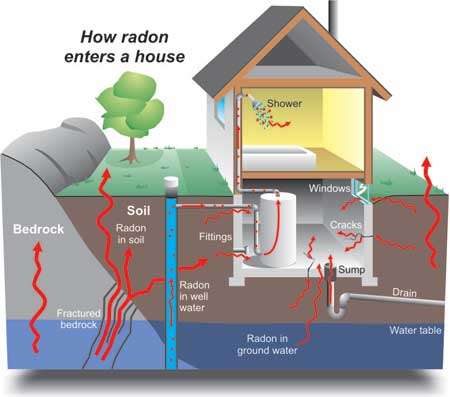 How radon
enters a house
Shower
Windows
Bedrock
Soil
Radon
in soil
Fittings
Cracks
Sump
Radon
in well
water
Drain
Fractured
bedrock
Water table
Radon in
ground water